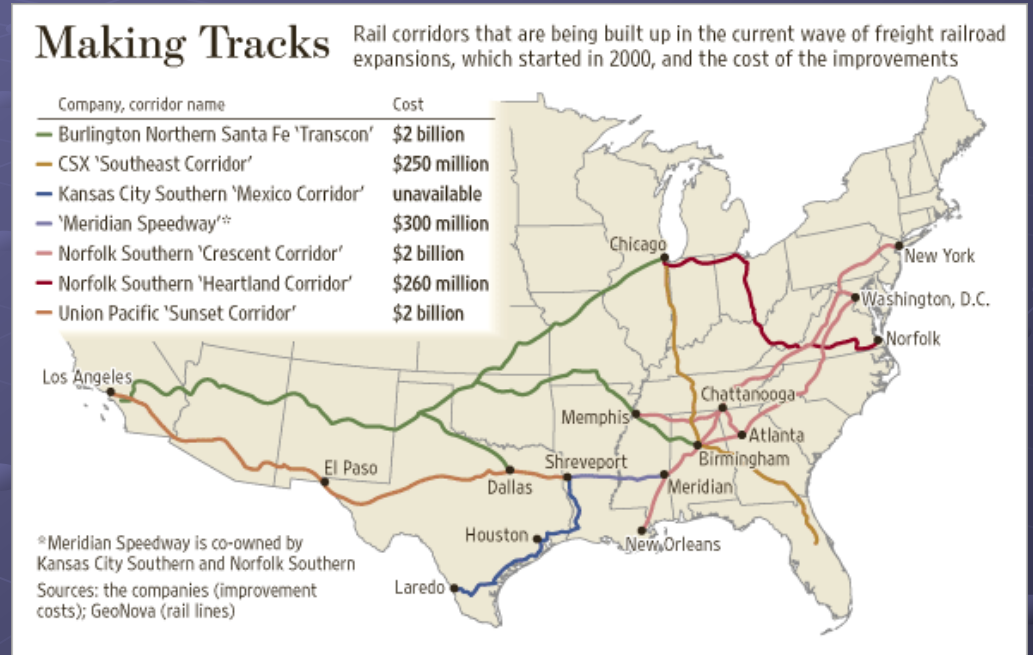 Making Tracks
Rail corridors that are being built up in the current wave of freight railroad
expansions, which started in 2000, and the cost of the improvements
Company, corridor name Cost
Burlington Northern Santa Fe ‘Transcon’ $2 billion
CSX ‘Southeast Corridor’ $250 million
Kansas City Southern ‘Mexico Corridor’ unavailable
‘Meridian Speedway’* $300 million
Norfolk Southern ‘Crescent Corridor’ $2 billion
Norfolk Southern ‘Heartland Corridor’ $260 million
Union Pacific ‘Sunset Corridor’ $2 billion
Chicago
New York
Washington, D.C.
Norfolk
Los Angeles
Chattanooga
Memphis
Atlanta
Birmingham
El Paso
Shreveport
Dallas
Meridian
Houston
New Orleans
Laredo
*Meridian Speedway is co-owned by
Kansas City Southern and Norfolk Southern
Sources: the companies (improvement
costs); GeoNova (rail lines)